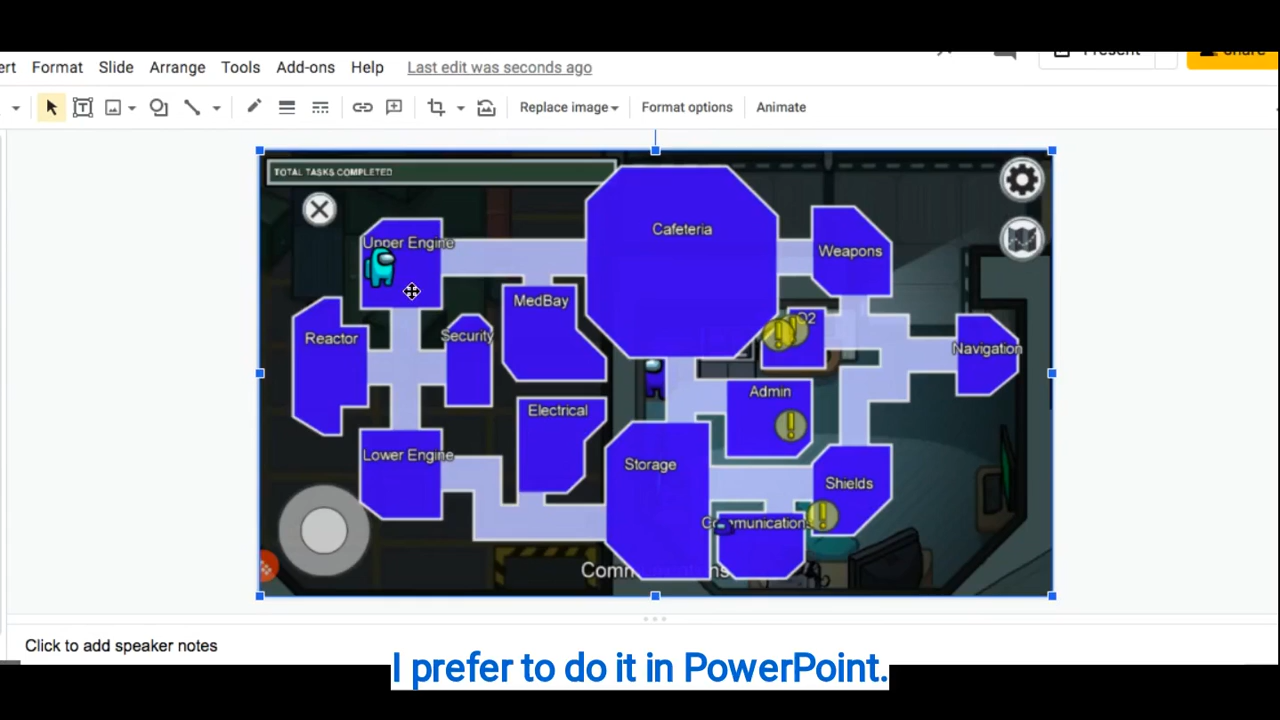 ert Format Slide Arrange Tools Add-ons Help Last edit was seconds ago Present Share
Replace image Format options Animate
TOTAL TASKS COMPLETED
Cafeteria
Upper Engine
Weapons
MedBay
O2
Reactor
Security
Navigation
Admin
Electrical
Lower Engine
Storage
Shields
Communications
Click to add speaker notes
I prefer to do it in PowerPoint.